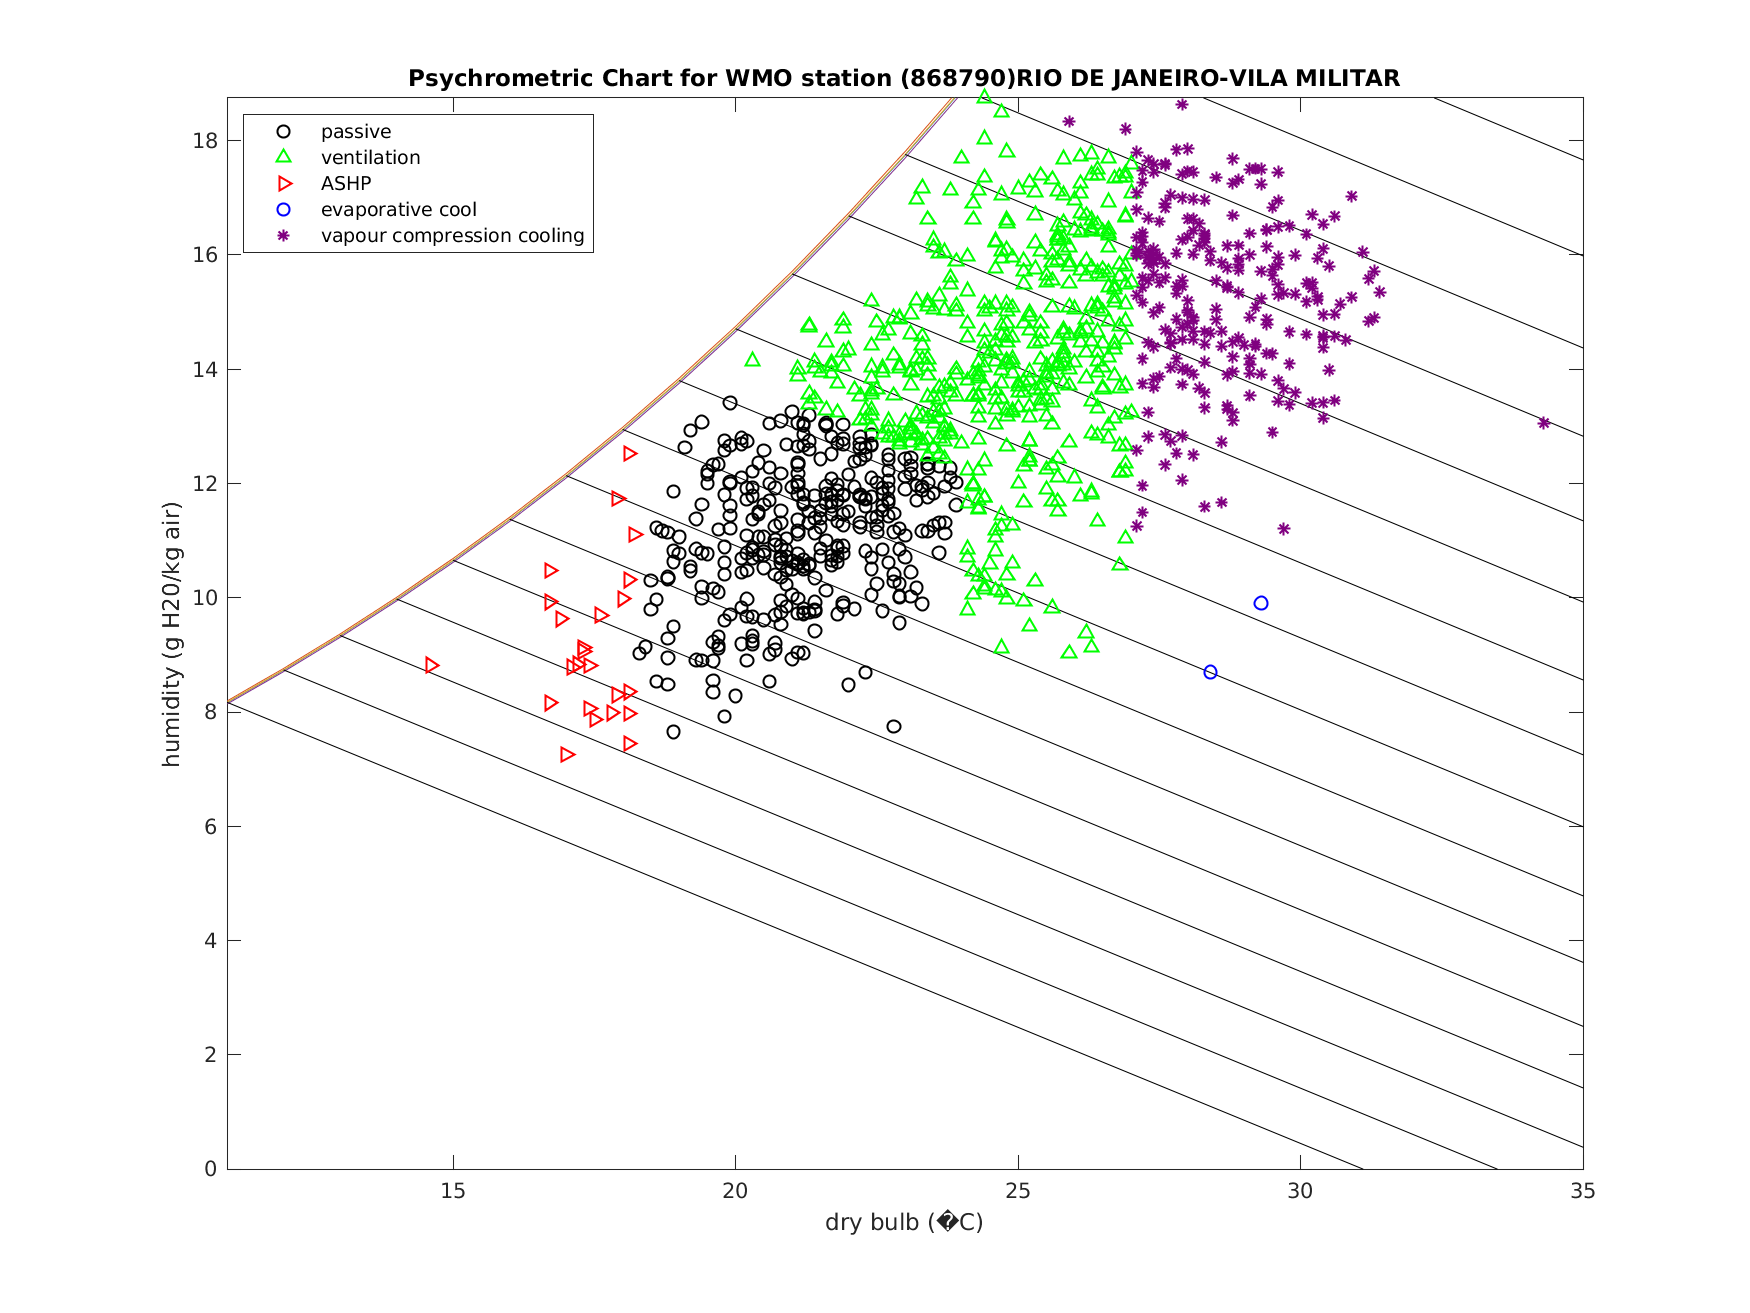 Psychrometric Chart for WMO station (868790)RIO DE JANEIRO-VILA MILITAR
passive
ventilation
ASHP
evaporative cool
vapour compression cooling
humidity (g H20/kg air)
18
16
14
12
10
8
6
4
2
0
15
20
25
30
35
dry bulb (�C)